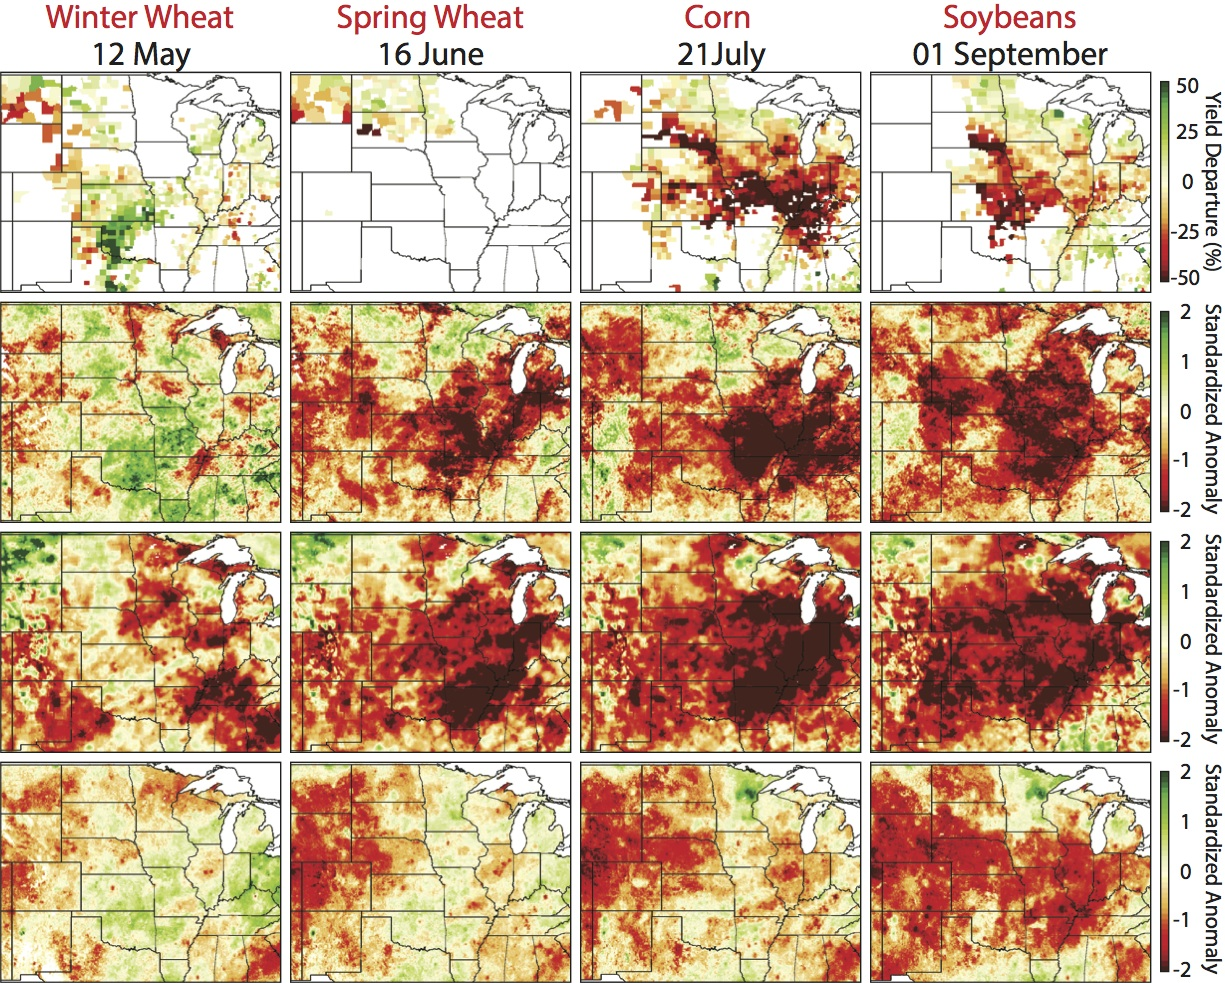 Winter Wheat
12 May
Spring Wheat
16 June
Corn
21July
Soybeans
01 September
50
25
0
-25
-50
Yield Departure (%)
2
1
0
-1
-2
Standardized Anomaly
2
1
0
-1
-2
Standardized Anomaly
2
1
0
-1
-2
Standardized Anomaly